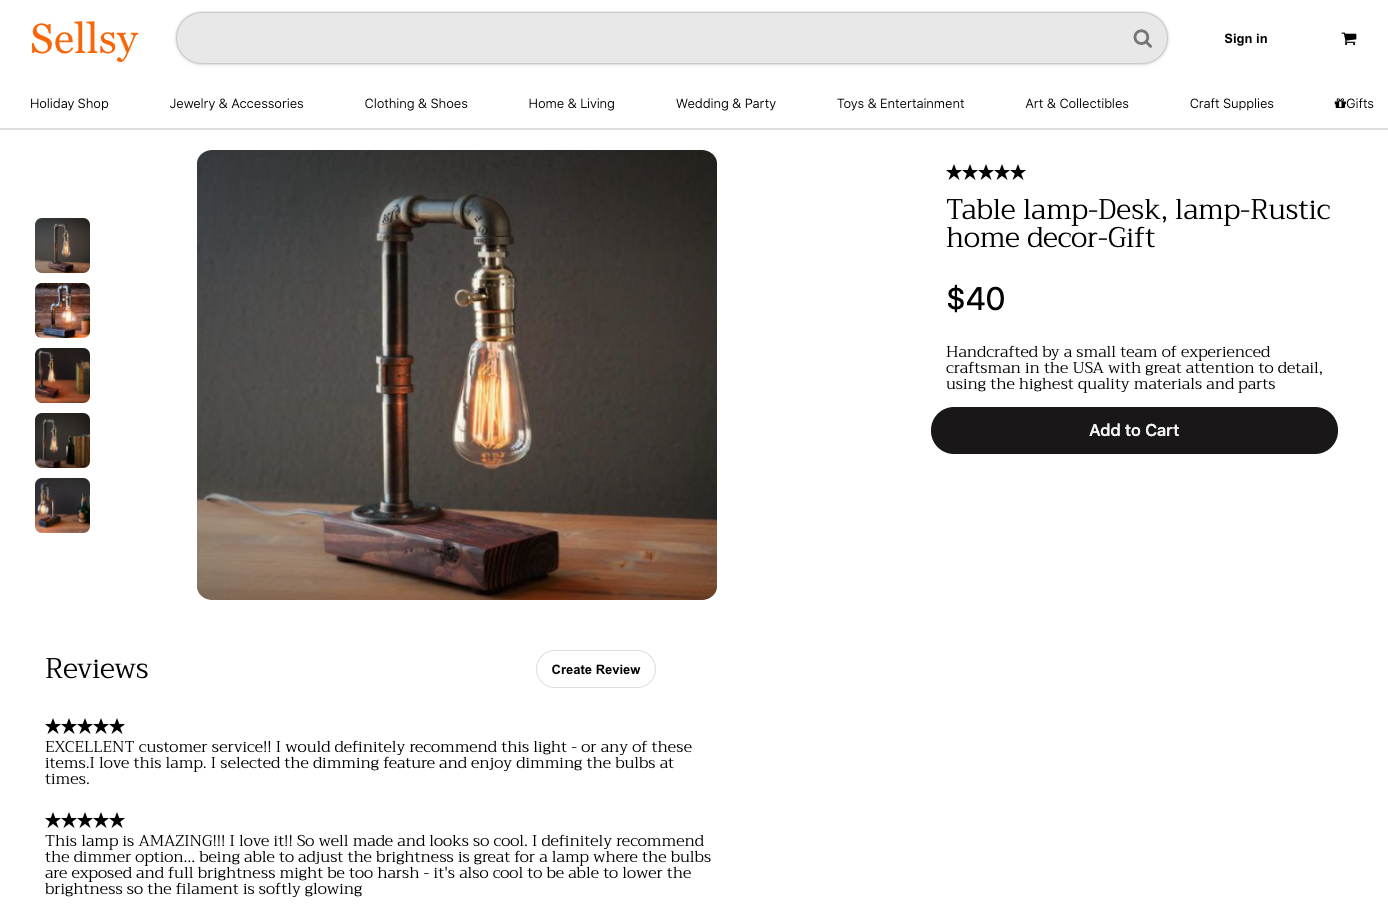 Sellsy
Sign in
Holiday Shop
Jewelry & Accessories
Clothing & Shoes
Home & Living
Wedding & Party
Toys & Entertainment
Art & Collectibles
Craft Supplies
Gifts
Table lamp-Desk, lamp-Rustic
home decor-Gift
$40
Handcrafted by a small team of experienced
craftsman in the USA with great attention to detail,
using the highest quality materials and parts
Add to Cart
Reviews
Create Review
EXCELLENT customer service!! I would definitely recommend this light - or any of these
items.I love this lamp. I selected the dimming feature and enjoy dimming the bulbs at
times.
This lamp is AMAZING!!! I love it!! So well made and looks so cool. I definitely recommend
the dimmer option... being able to adjust the brightness is great for a lamp where the bulbs
are exposed and full brightness might be too harsh - it's also cool to be able to lower the
brightness so the filament is softly glowing